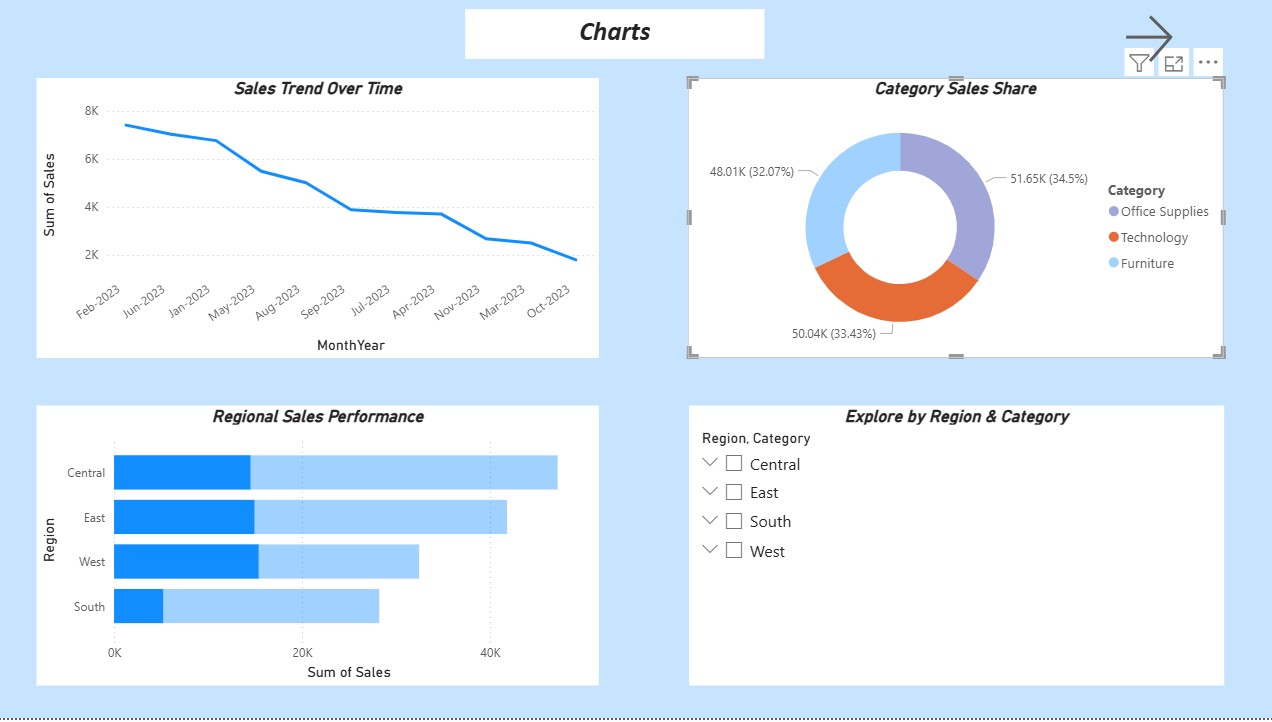 Charts
Sales Trend Over Time
8K
6K
4K
2K
Sum of Sales
Feb-2023
Jun-2023
Jan-2023
May-2023
Aug-2023
Sep-2023
Jul-2023
Apr-2023
Nov-2023
Mar-2023
Oct-2023
MonthYear
Category Sales Share
48.01K (32.07%)
51.65K (34.5%)
50.04K (33.43%)
Category
Office Supplies
Technology
Furniture
Regional Sales Performance
Region
Central
East
West
South
0K
20K
40K
Sum of Sales
Explore by Region & Category
Region, Category
Central
East
South
West